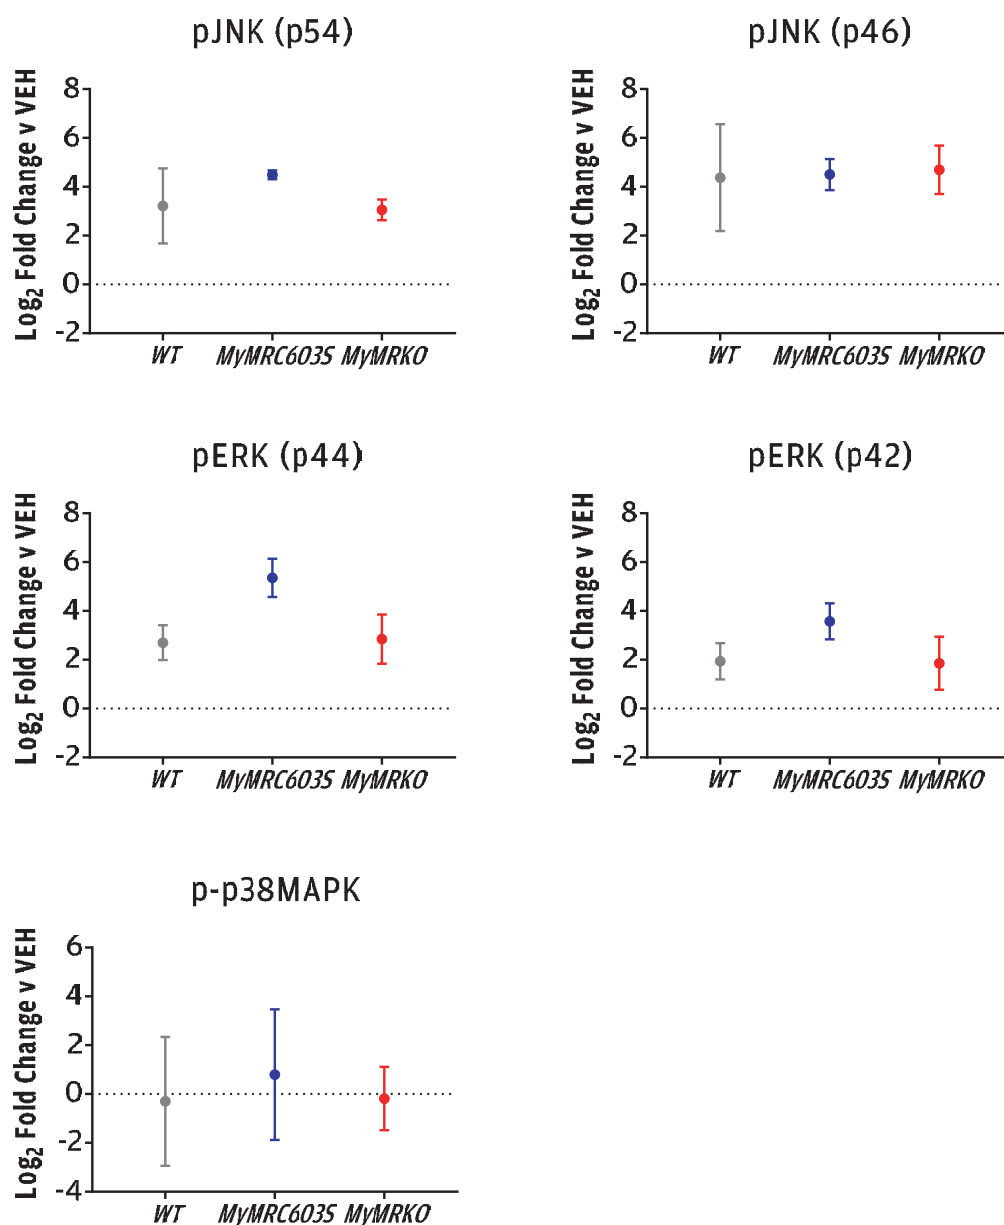 pJNK (p54)
Log2 Fold Change v VEH
8
6
4
2
0
-2
WT MyMRC603S MyMRKO
pJNK (p46)
Log2 Fold Change v VEH
8
6
4
2
0
-2
WT MyMRC603S MyMRKO
pERK (p44)
Log2 Fold Change v VEH
8
6
4
2
0
-2
WT MyMRC603S MyMRKO
pERK (p42)
Log2 Fold Change v VEH
8
6
4
2
0
-2
WT MyMRC603S MyMRKO
p-p38MAPK
Log2 Fold Change v VEH
6
4
2
0
-2
-4
WT MyMRC603S MyMRKO